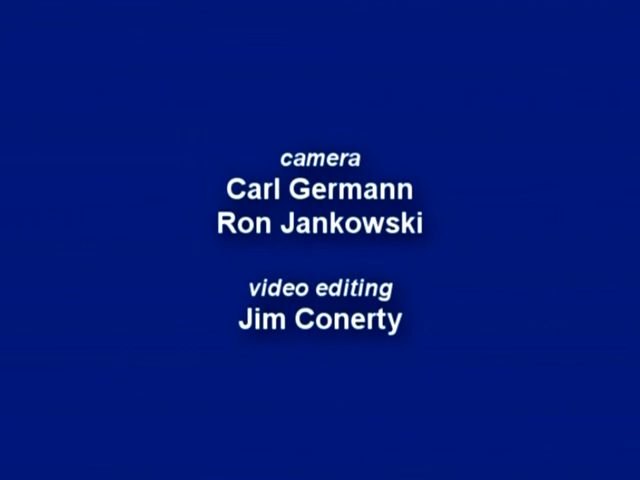 camera
Carl Germann
Ron Jankowski
video editing
Jim Conerty